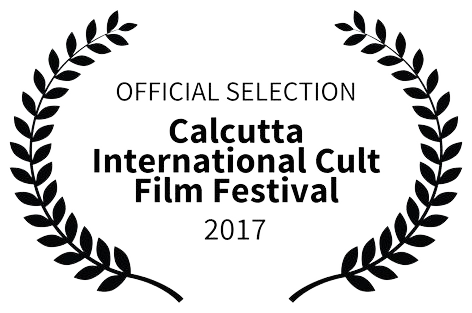 OFFICIAL SELECTION
Calcutta
International Cult
Film Festival
2017